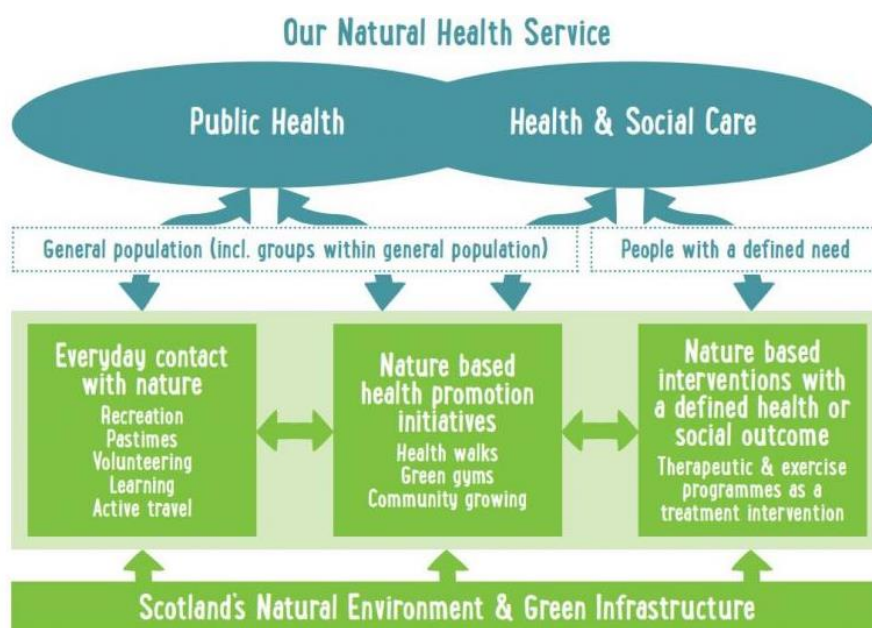 Our Natural Health Service
Public Health
Health & Social Care
General population (incl. groups within general population)
People with a defined need
Everyday contact
with nature
Recreation
Pastimes
Volunteering
Learning
Active travel
Nature based
health promotion
initiatives
Health walks
Green gyms
Community growing
Nature based
interventions with
a defined health or
social outcome
Therapeutic & exercise
programmes as a
treatment intervention
Scotland's Natural Environment & Green Infrastructure